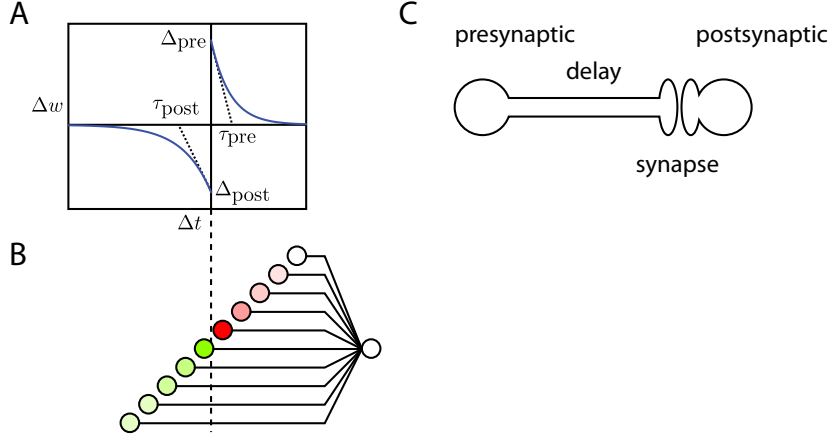 A
Δpre
Δw
τpost
τpre
Δpost
Δt
B
C
presynaptic
postsynaptic
delay
synapse